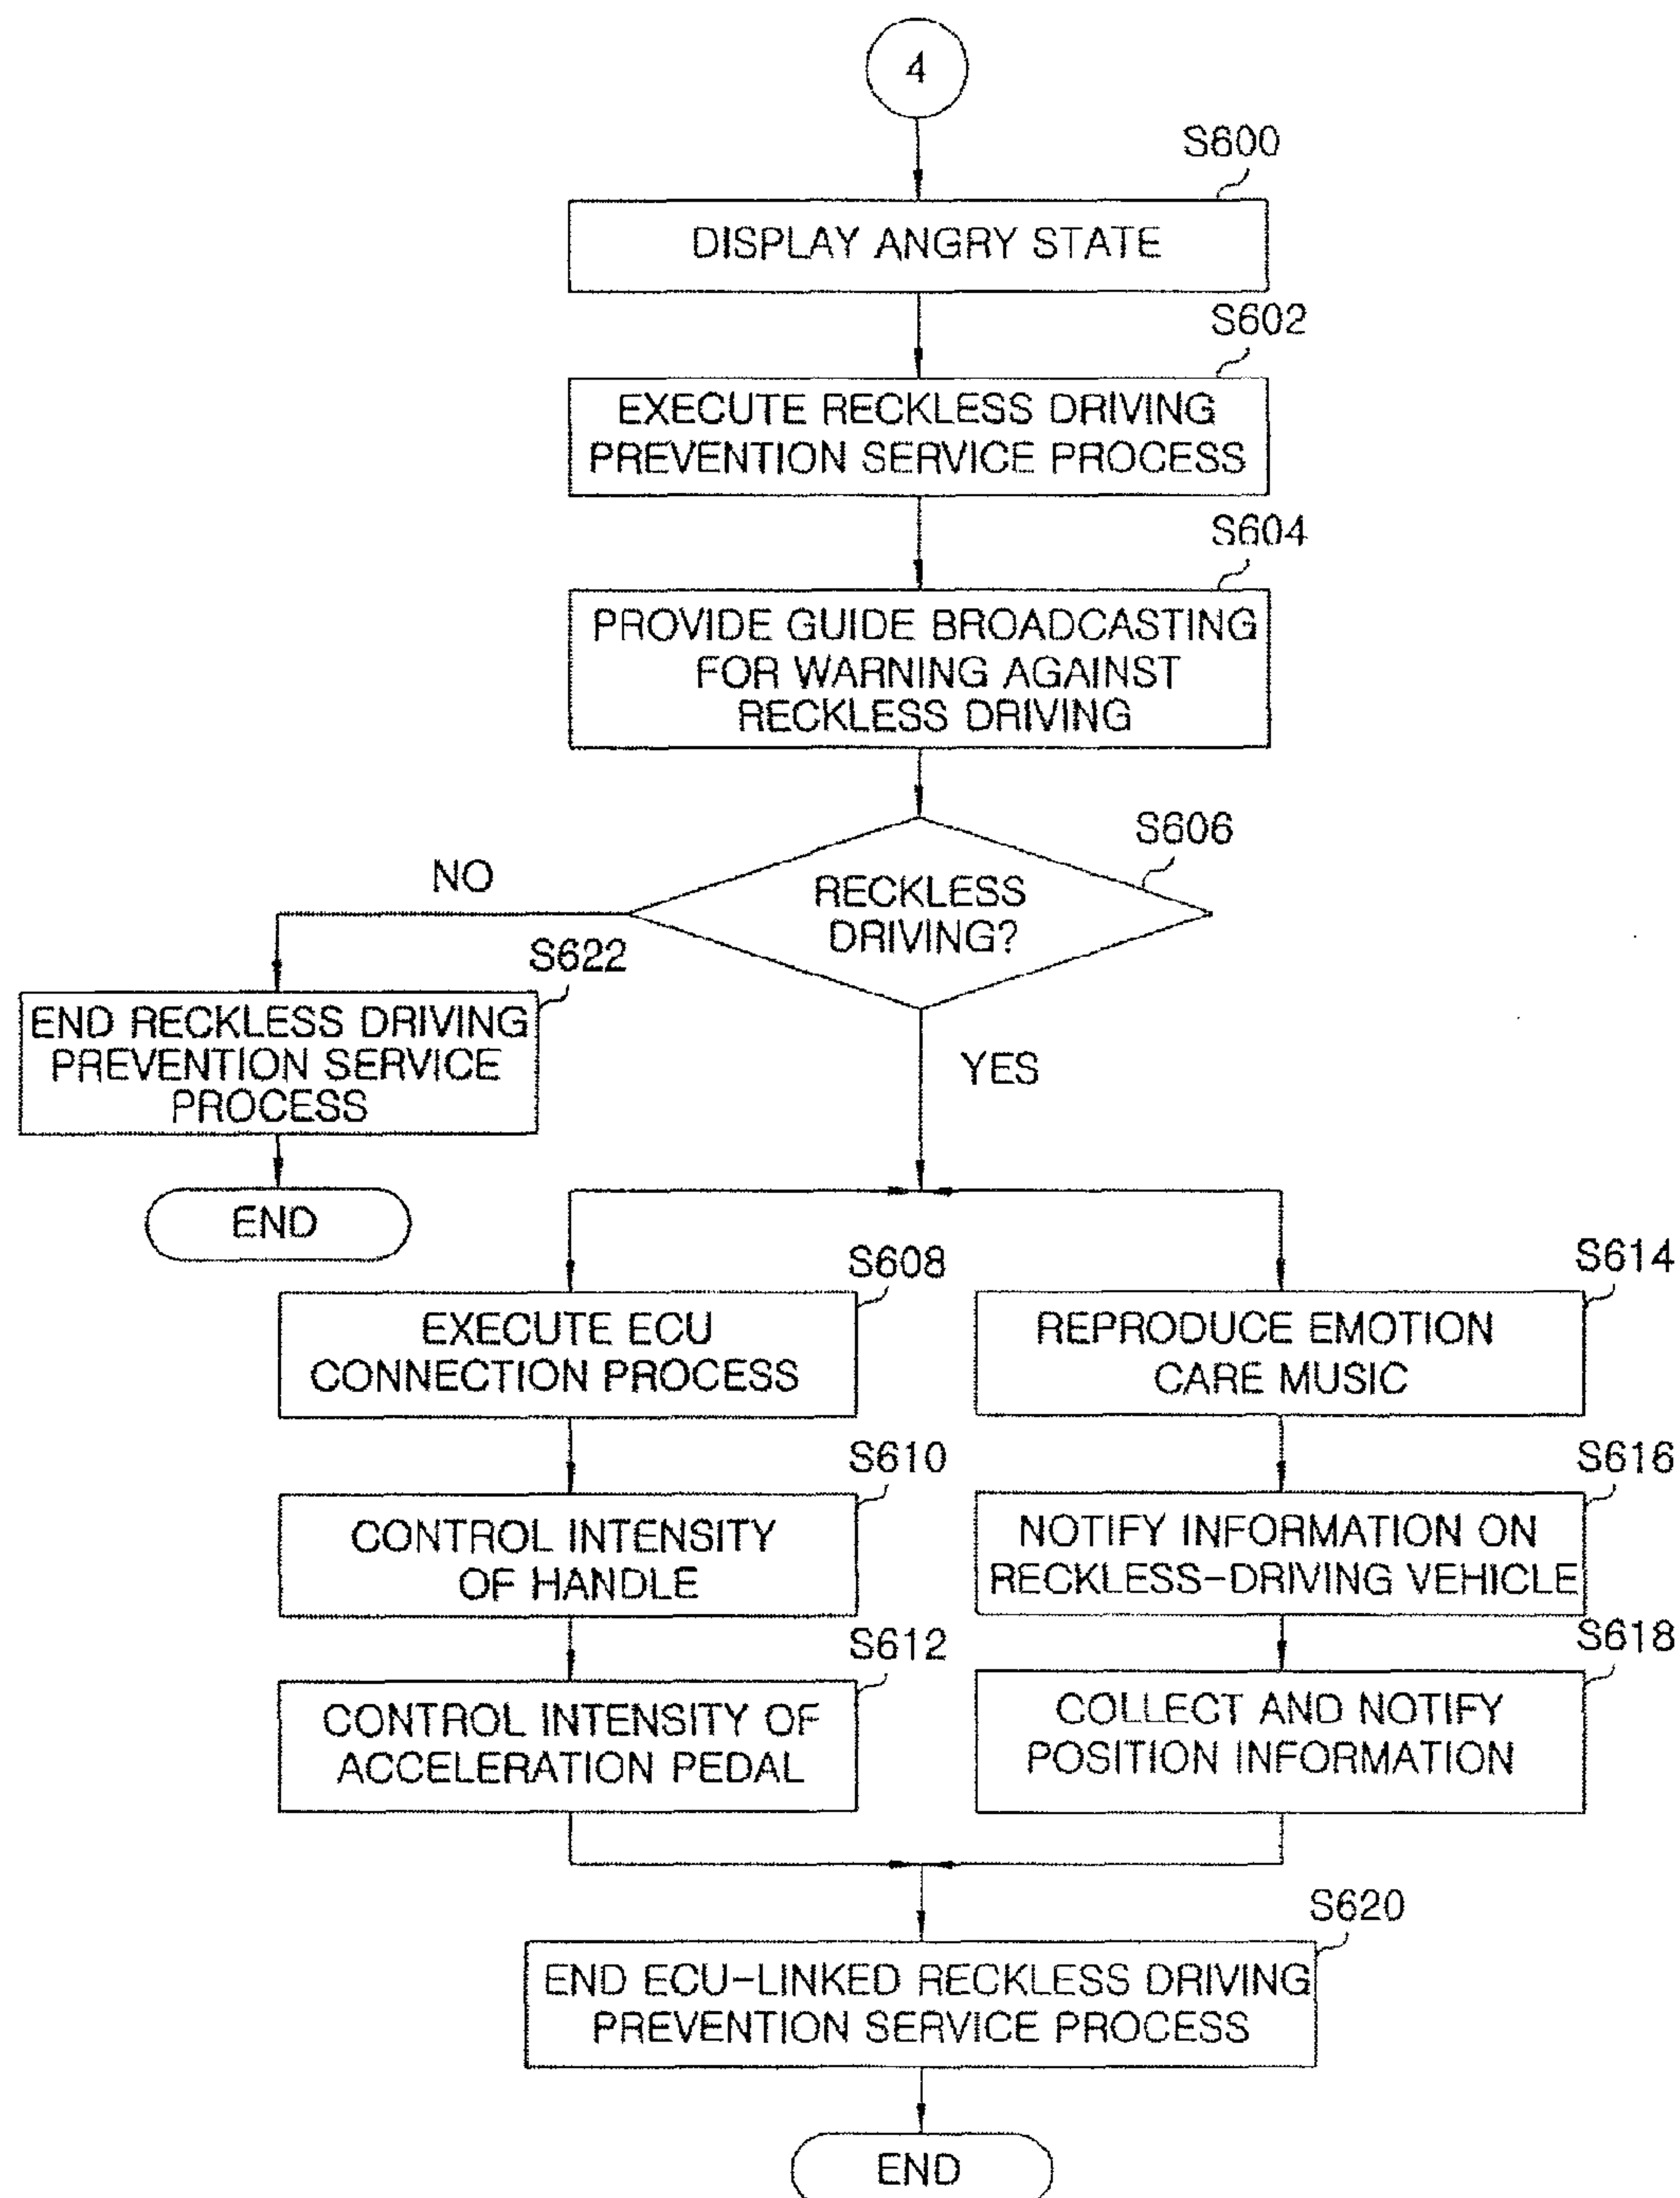 4
S600
DISPLAY ANGRY STATE
S602
EXECUTE RECKLESS DRIVING
PREVENTION SERVICE PROCESS
S604
PROVIDE GUIDE BROADCASTING
FOR WARNING AGAINST
RECKLESS DRIVING
S606
RECKLESS
DRIVING?
NO
S622
END RECKLESS DRIVING
PREVENTION SERVICE
PROCESS
END
YES
S608
EXECUTE ECU
CONNECTION PROCESS
S610
CONTROL INTENSITY
OF HANDLE
S612
CONTROL INTENSITY OF
ACCELERATION PEDAL
S614
REPRODUCE EMOTION
CARE MUSIC
S616
NOTIFY INFORMATION ON
RECKLESS-DRIVING VEHICLE
S618
COLLECT AND NOTIFY
POSITION INFORMATION
S620
END ECU-LINKED RECKLESS DRIVING
PREVENTION SERVICE PROCESS
END